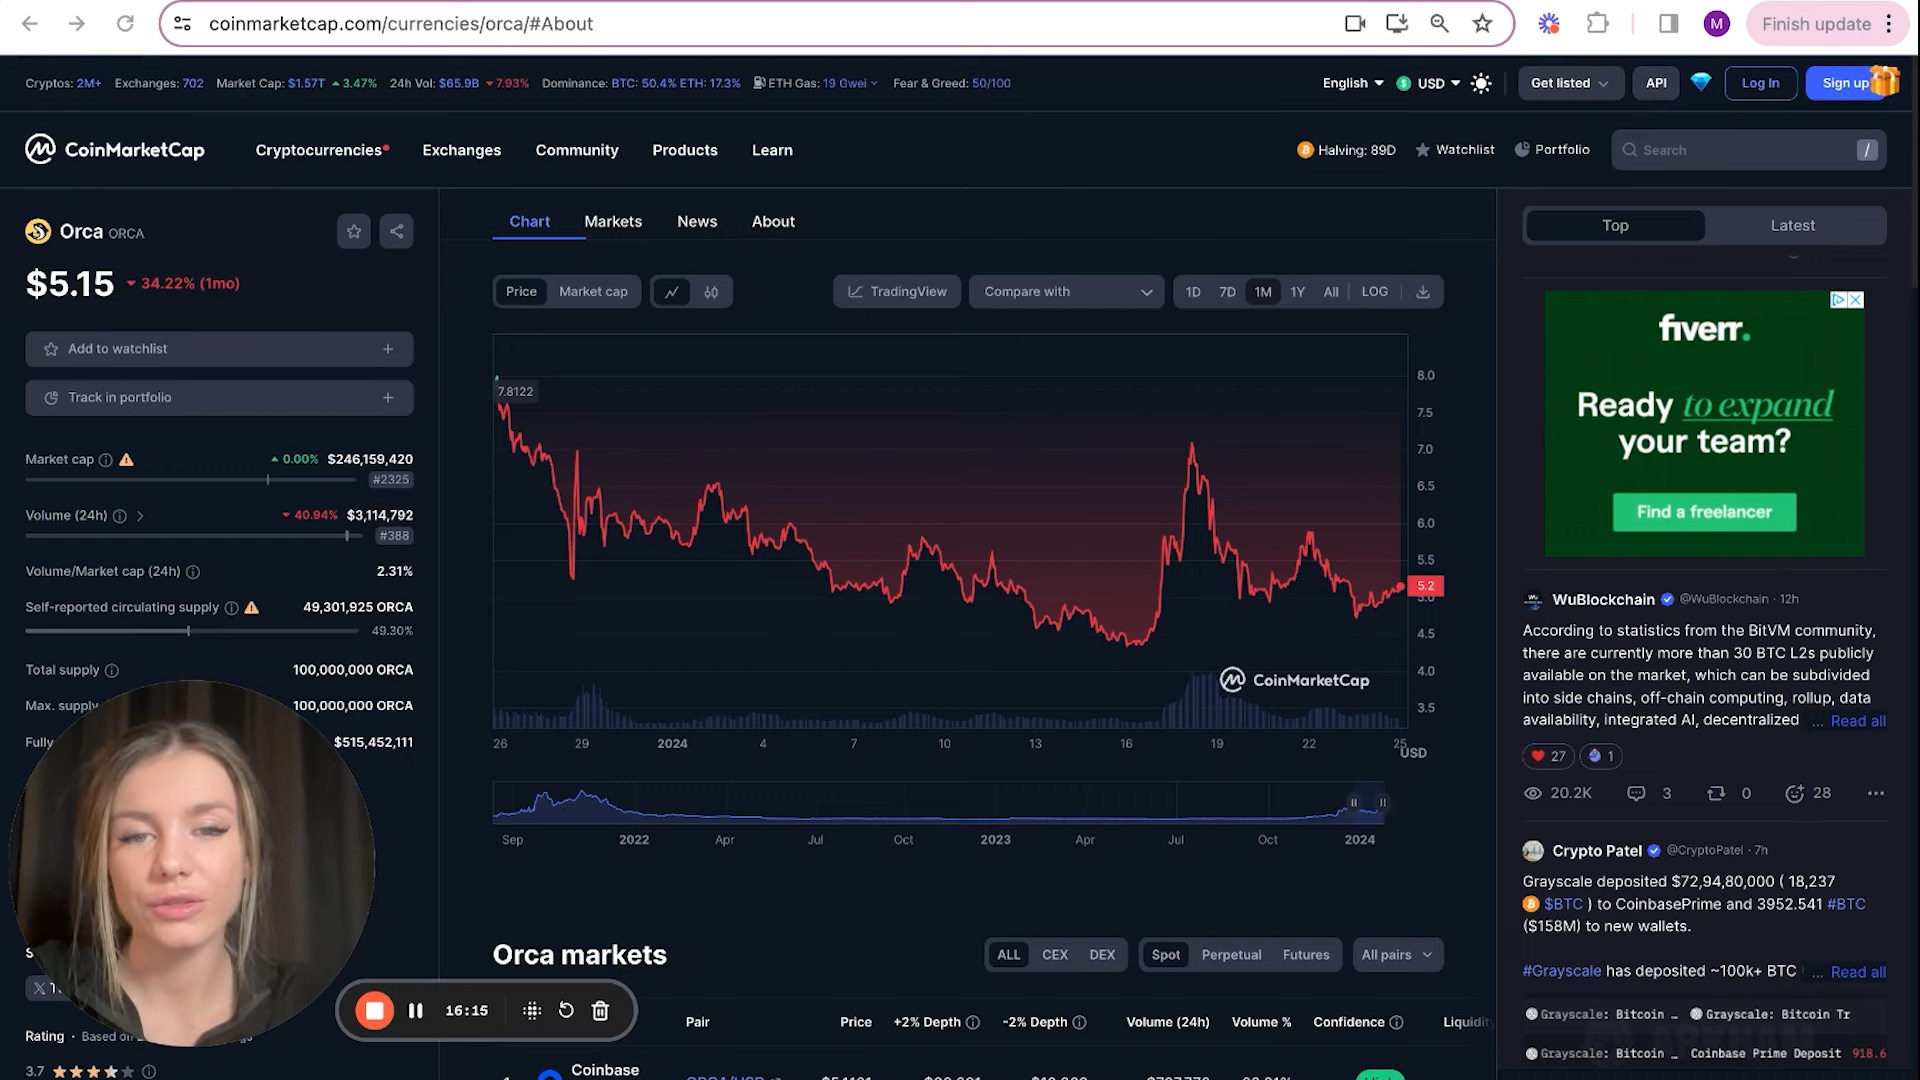 coinmarketcap.com/currencies/orca/#About
M
Finish update
Cryptos: 2M+ Exchanges: 702 Market Cap: $1.57T 3.47% 24h Vol: $65.9B 7.93% Dominance: BTC: 50.4% ETH: 17.3% ETH Gas: 19 Gwei Fear & Greed: 50/100
English USD Get listed API Log In Sign up
CoinMarketCap Cryptocurrencies Exchanges Community Products Learn
Halving: 89D Watchlist Portfolio Search /
Orca ORCA
$5.15 34.22% (1mo)
Add to watchlist +
Track in portfolio +
Market cap 0.00% $246,159,420
#2325
Volume (24h) 40.94% $3,114,792
#388
Volume/Market cap (24h) 2.31%
Self-reported circulating supply 49,301,925 ORCA
49.30%
Total supply 100,000,000 ORCA
Max. supply 100,000,000 ORCA
Fully $515,452,111
Rating · Based on
3.7
16:15
Chart Markets News About
Price Market cap TradingView Compare with 1D 7D 1M 1Y All LOG
7.8122
8.0
7.5
7.0
6.5
6.0
5.5
5.2
5.0
4.5
4.0
3.5
CoinMarketCap
26 29 2024 4 7 10 13 16 19 22 25
USD
Sep 2022 Apr Jul Oct 2023 Apr Jul Oct 2024
Orca markets ALL CEX DEX Spot Perpetual Futures All pairs
Pair Price +2% Depth -2% Depth Volume (24h) Volume % Confidence Liquidity
Coinbase
Top Latest
fiverr.
Ready to expand
your team?
Find a freelancer
WuBlockchain @WuBlockchain · 12h
According to statistics from the BitVM community,
there are currently more than 30 BTC L2s publicly
available on the market, which can be subdivided
into side chains, off-chain computing, rollup, data
availability, integrated AI, decentralized ... Read all
27 1
20.2K 3 0 28
Crypto Patel @CryptoPatel · 7h
Grayscale deposited $72,94,80,000 ( 18,237
$BTC ) to CoinbasePrime and 3952.541 #BTC
($158M) to new wallets.
#Grayscale has deposited ~100k+ BTC ... Read all
Grayscale: Bitcoin _ Grayscale: Bitcoin Tr
Grayscale: Bitcoin _ Coinbase Prime Deposit 918.6